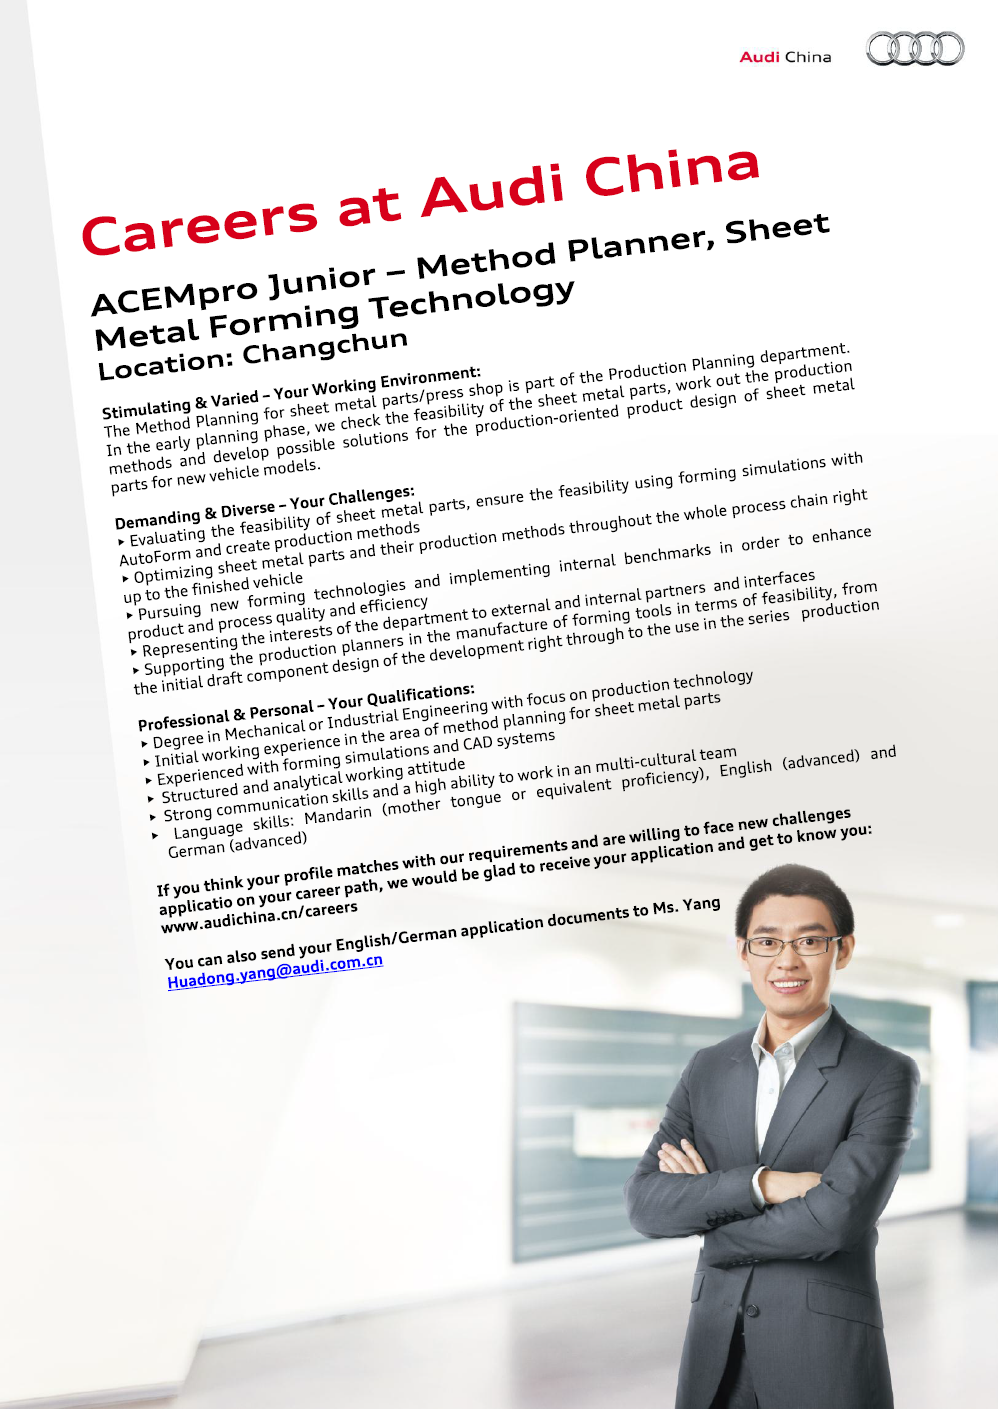 Audi China
Careers at Audi China
ACEMpro Junior – Method Planner, Sheet
Metal Forming Technology
Location: Changchun
Stimulating & Varied – Your Working Environment:
The Method Planning for sheet metal parts/press shop is part of the Production Planning department.
In the early planning phase, we check the feasibility of the sheet metal parts, work out the production
methods and develop possible solutions for the production-oriented product design of sheet metal
parts for new vehicle models.
Demanding & Diverse – Your Challenges:
▸ Evaluating the feasibility of sheet metal parts, ensure the feasibility using forming simulations with
AutoForm and create production methods
▸ Optimizing sheet metal parts and their production methods throughout the whole process chain right
up to the finished vehicle
▸ Pursuing new forming technologies and implementing internal benchmarks in order to enhance
product and process quality and efficiency
▸ Representing the interests of the department to external and internal partners and interfaces
▸ Supporting the production planners in the manufacture of forming tools in terms of feasibility, from
the initial draft component design of the development right through to the use in the series production
Professional & Personal – Your Qualifications:
▸ Degree in Mechanical or Industrial Engineering with focus on production technology
▸ Initial working experience in the area of method planning for sheet metal parts
▸ Experienced with forming simulations and CAD systems
▸ Structured and analytical working attitude
▸ Strong communication skills and a high ability to work in an multi-cultural team
▸ Language skills: Mandarin (mother tongue or equivalent proficiency), English (advanced) and
German (advanced)
If you think your profile matches with our requirements and are willing to face new challenges
applicatio on your career path, we would be glad to receive your application and get to know you:
www.audichina.cn/careers
You can also send your English/German application documents to Ms. Yang
Huadong.yang@audi.com.cn